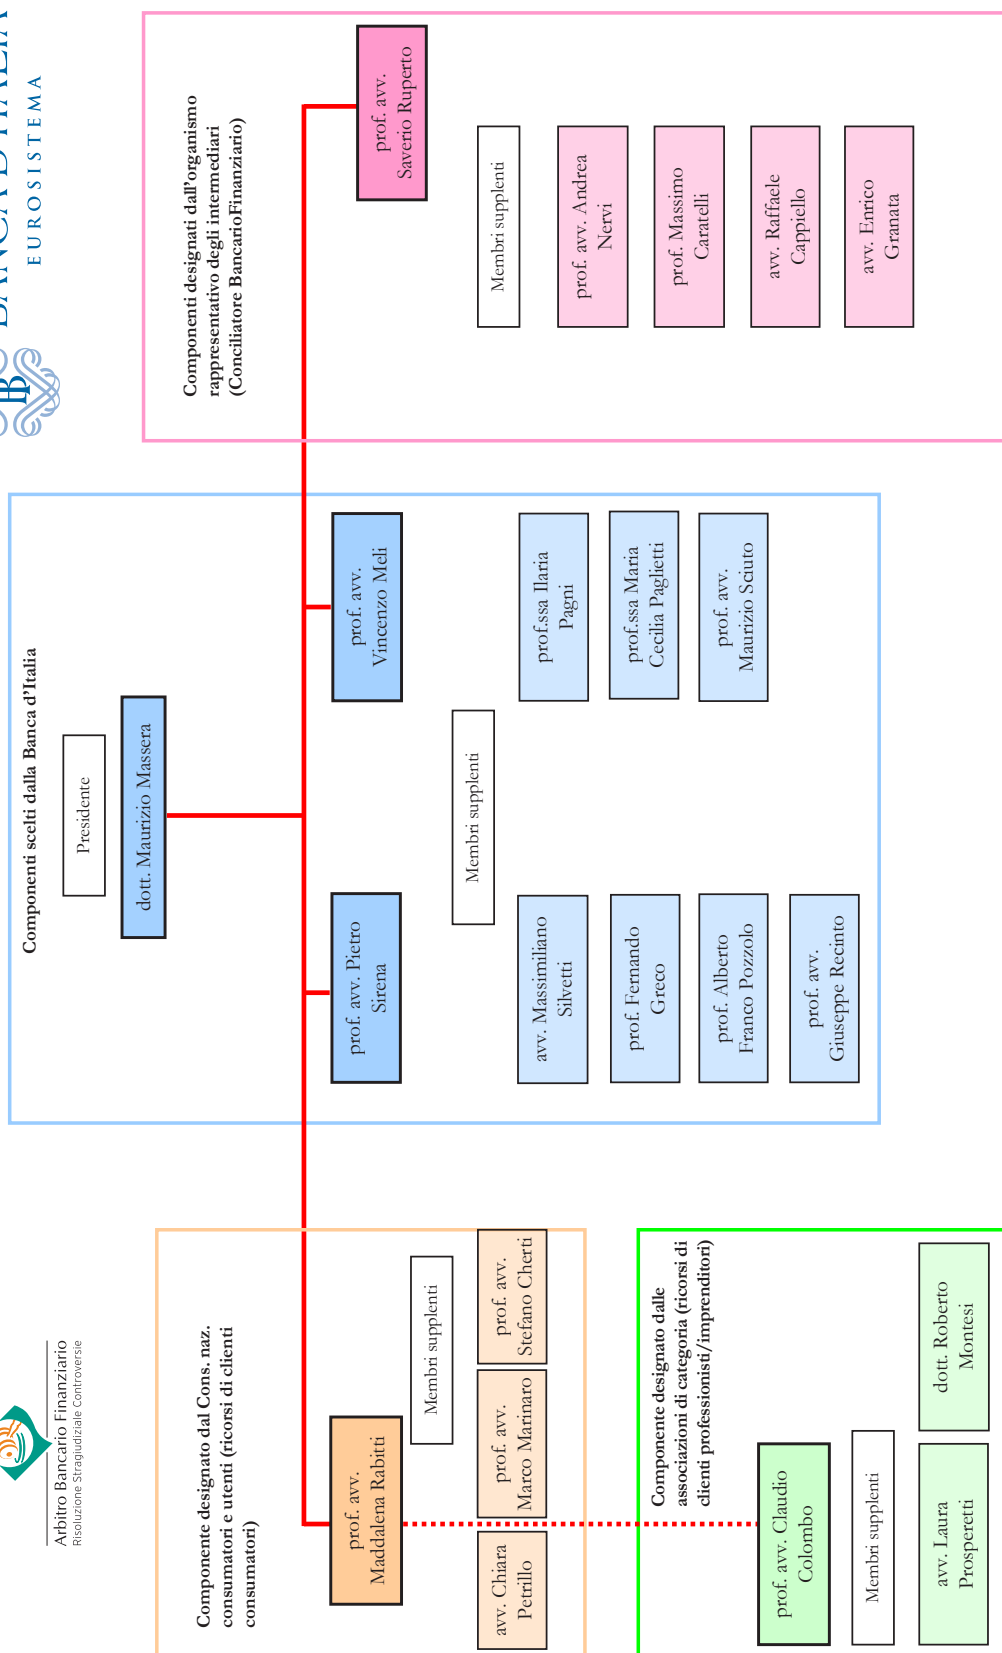 Arbitro Bancario Finanziario
Risoluzione Stragiudiziale Controversie
EUROSISTEMA
Componenti scelti dalla Banca d'Italia
Presidente
dott. Maurizio Massera
prof. avv. Pietro
Sirena
prof. avv.
Vincenzo Meli
Membri supplenti
avv. Massimiliano
Silvetti
prof.ssa Ilaria
Pagni
prof. Fernando
Greco
prof.ssa Maria
Cecilia Paglietti
prof. Alberto
Franco Pozzolo
prof. avv.
Maurizio Sciuto
prof. avv.
Giuseppe Recinto
Componente designato dal Cons. naz.
consumatori e utenti (ricorsi di clienti
consumatori)
prof. avv.
Maddalena Rabitti
Membri supplenti
avv. Chiara
Petrillo
prof. avv.
Marco Marinaro
prof. avv.
Stefano Cherti
Componente designato dalle
associazioni di categoria (ricorsi di
clienti professionisti/imprenditori)
prof. avv. Claudio
Colombo
Membri supplenti
avv. Laura
Prosperetti
dott. Roberto
Montesi
Componenti designati dall'organismo
rappresentativo degli intermediari
(Conciliatore BancarioFinanziario)
prof. avv.
Saverio Ruperto
Membri supplenti
prof. avv. Andrea
Nervi
prof. Massimo
Caratelli
avv. Raffaele
Cappiello
avv. Enrico
Granata